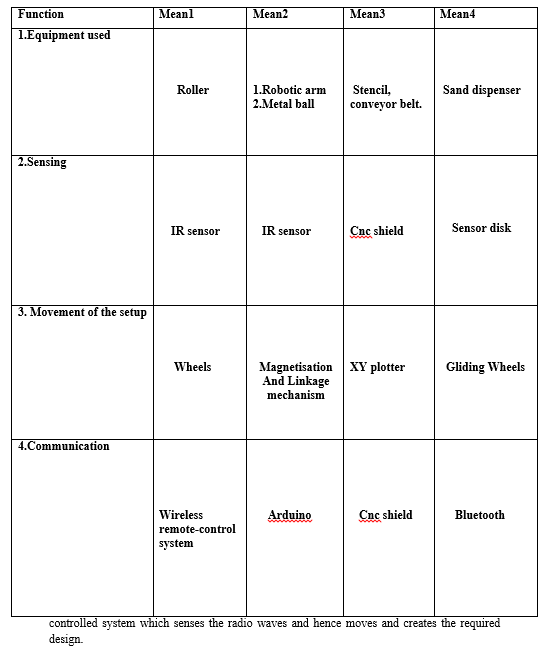 Function Mean1 Mean2 Mean3 Mean4
1.Equipment used
Roller 1.Robotic arm Stencil, Sand dispenser
2.Metal ball conveyor belt.
2.Sensing
IR sensor IR sensor Cnc shield Sensor disk
3. Movement of the setup
Wheels Magnetisation XY plotter Gliding Wheels
And Linkage
mechanism
4.Communication
Wireless Arduino Cnc shield Bluetooth
remote-control
system
controlled system which senses the radio waves and hence moves and creates the required
design.